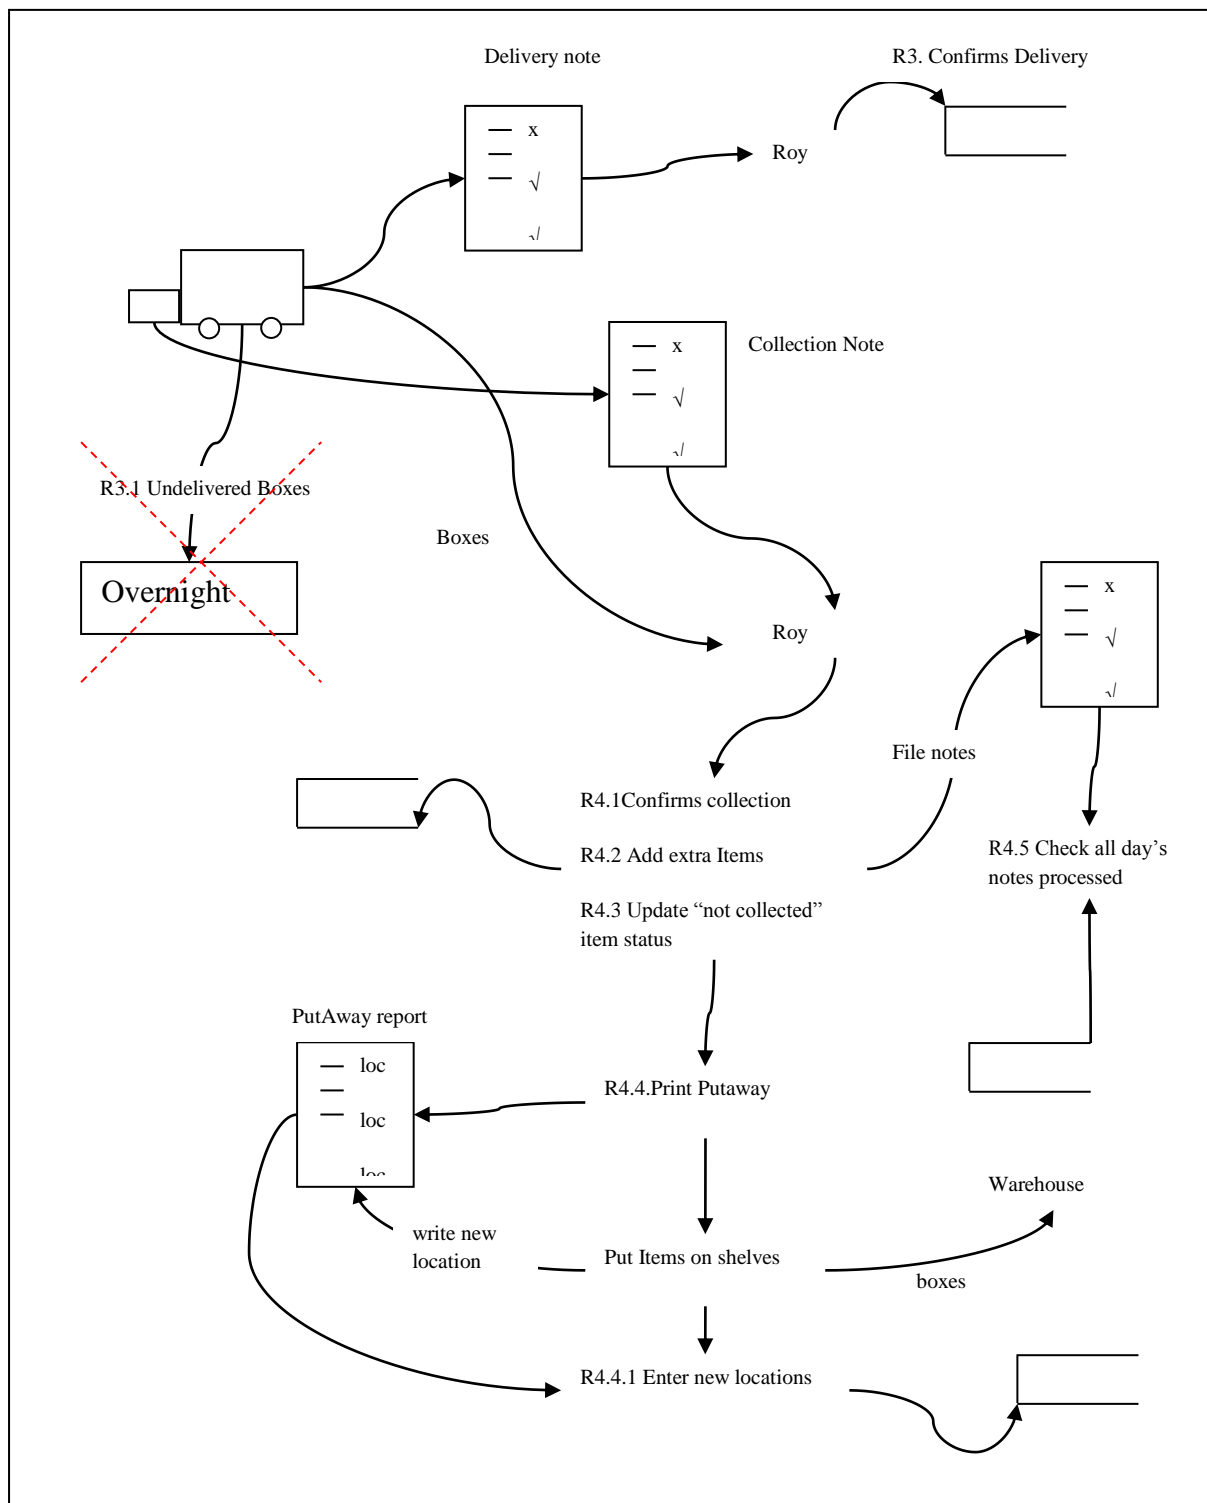 Delivery note
R3. Confirms Delivery
x
√
√
Roy
x
√
√
Collection Note
R3.1 Undelivered Boxes
Overnight
Boxes
Roy
x
√
√
File notes
R4.1Confirms collection
R4.2 Add extra Items
R4.3 Update “not collected”
item status
R4.5 Check all day’s
notes processed
PutAway report
loc
loc
loc
R4.4.Print Putaway
Warehouse
write new
location
Put Items on shelves
boxes
R4.4.1 Enter new locations